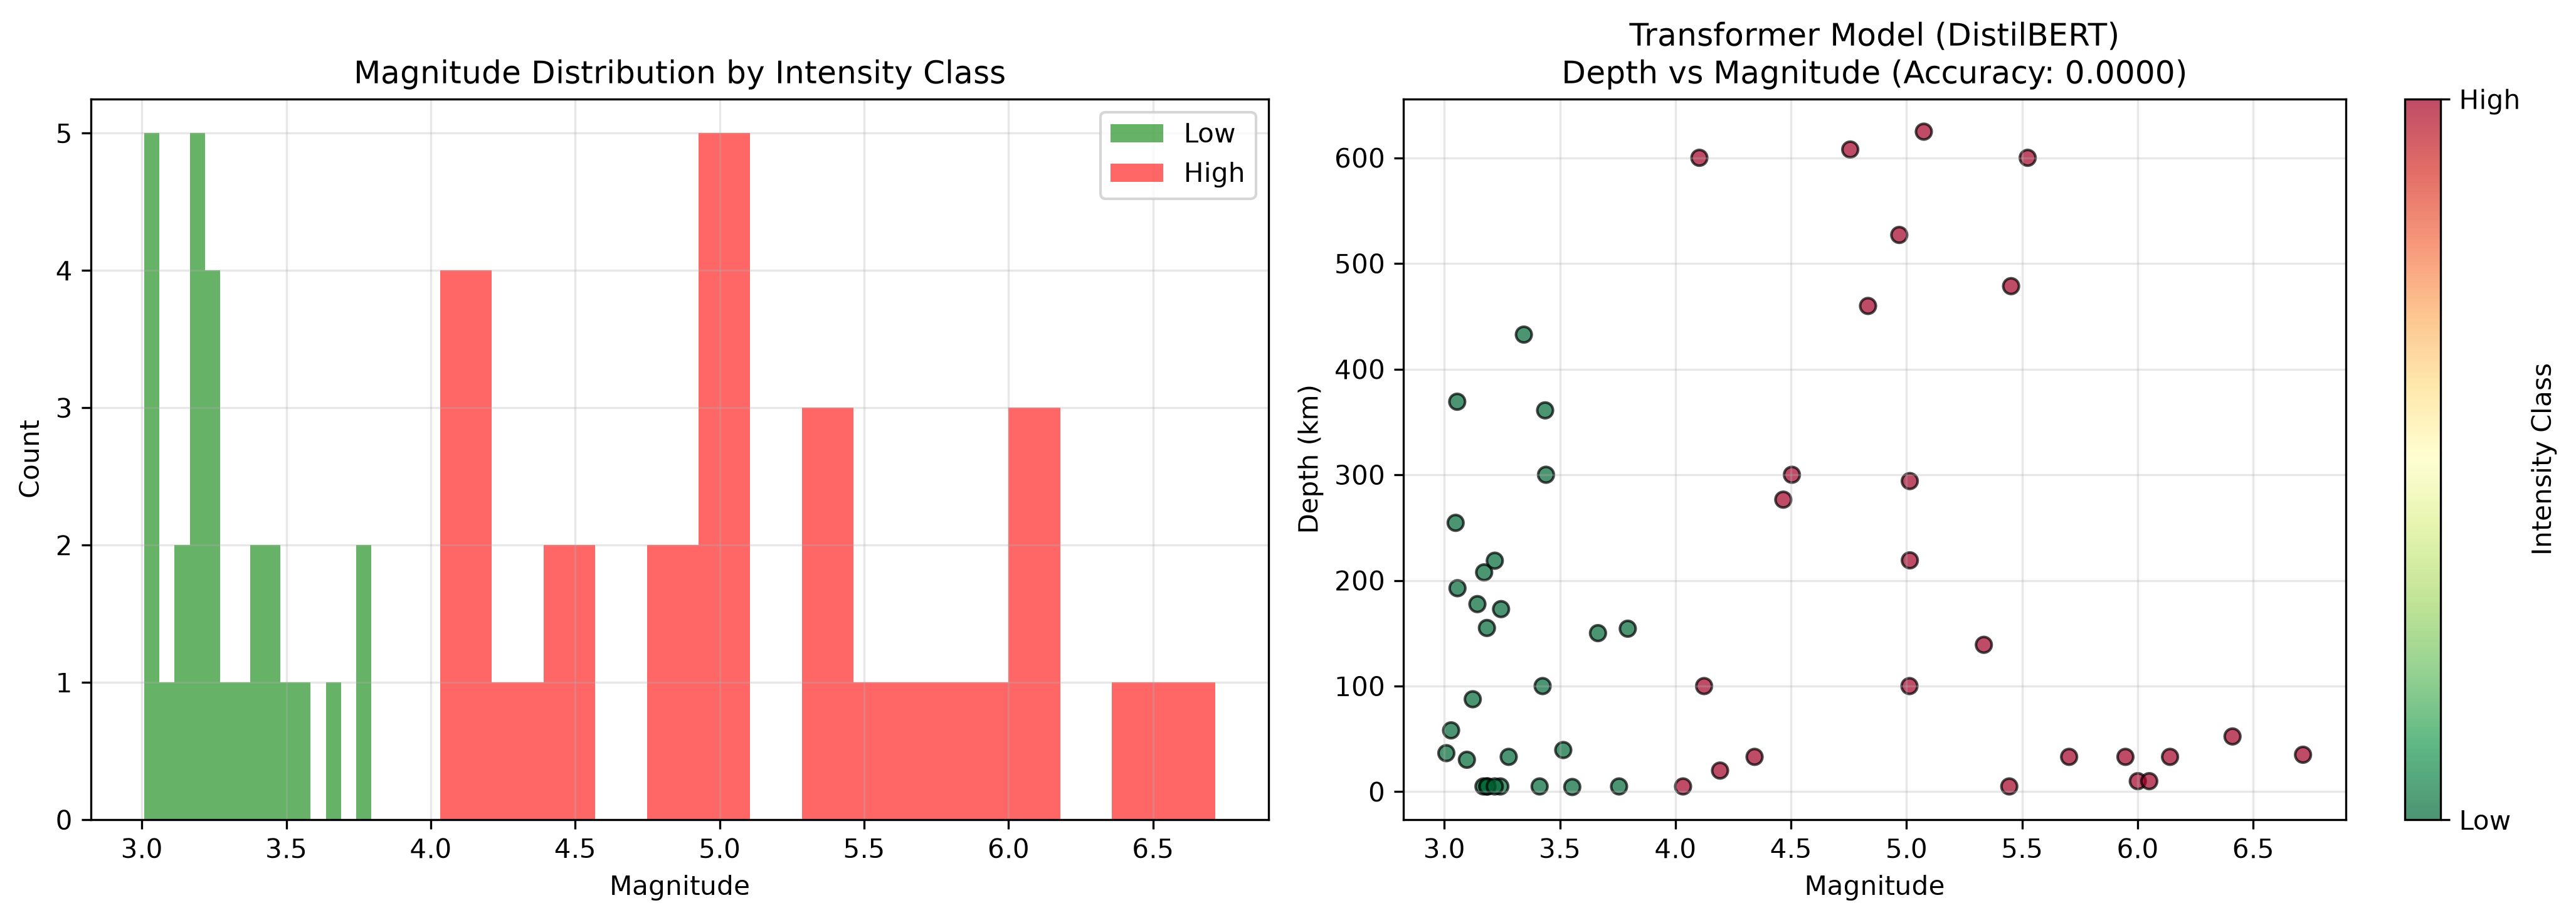 Magnitude Distribution by Intensity Class
Low
High
5
4
3
2
1
0
Count
3.0 3.5 4.0 4.5 5.0 5.5 6.0 6.5
Magnitude
Transformer Model (DistilBERT)
Depth vs Magnitude (Accuracy: 0.0000)
600
500
400
300
200
100
0
Depth (km)
3.0 3.5 4.0 4.5 5.0 5.5 6.0 6.5
Magnitude
High
Low
Intensity Class